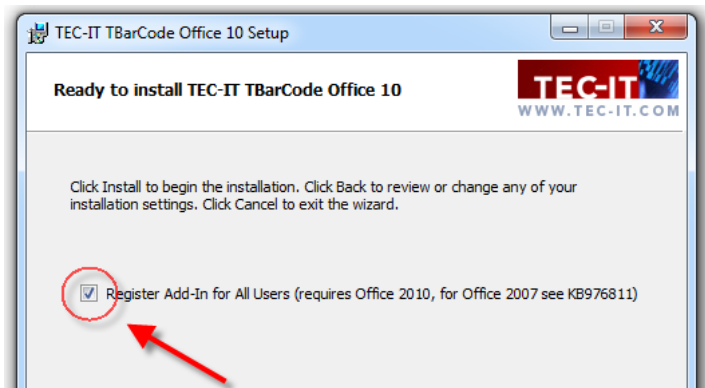 TEC-IT TBarCode Office 10 Setup
Ready to install TEC-IT TBarCode Office 10
TEC-IT
WWW.TEC-IT.COM
Click Install to begin the installation. Click Back to review or change any of your
installation settings. Click Cancel to exit the wizard.
Register Add-In for All Users (requires Office 2010, for Office 2007 see KB976811)